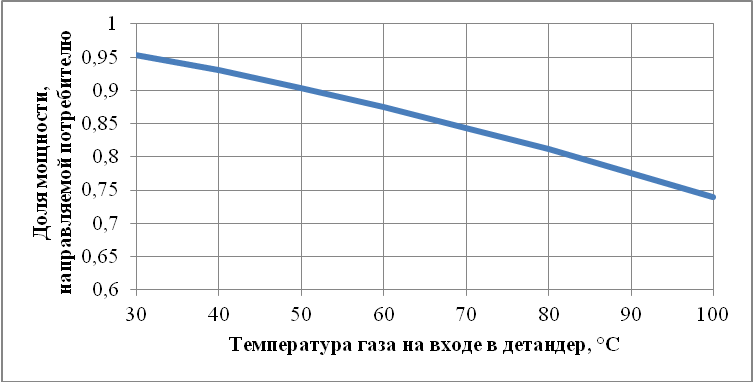 Доля мощности,
направляемой потребителю
1
0,95
0,9
0,85
0,8
0,75
0,7
0,65
0,6
30 40 50 60 70 80 90 100
Температура газа на входе в детандер, °С